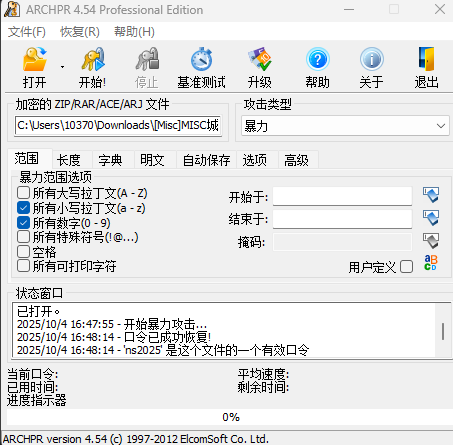 ARCHPR 4.54 Professional Edition
文件(F) 恢复(R) 帮助(H)
打开 开始! 停止 基准测试 升级 帮助 关于 退出
加密的 ZIP/RAR/ACE/ARJ 文件 攻击类型
C:\Users\10370\Downloads\[Misc]MISC城 暴力
范围 长度 字典 明文 自动保存 选项 高级
暴力范围选项
所有大写拉丁文(A - Z) 开始于:
所有小写拉丁文(a - z)
所有数字(0 - 9) 结束于:
所有特殊符号(!@...) 掩码:
空格
所有可打印字符 用户定义
状态窗口
已打开。
2025/10/4 16:47:55 - 开始暴力攻击...
2025/10/4 16:48:14 - 口令已成功恢复!
2025/10/4 16:48:14 - 'ns2025' 是这个文件的一个有效口令
当前口令: 平均速度:
已用时间: 剩余时间:
进度指示器
0%
ARCHPR version 4.54 (c) 1997-2012 ElcomSoft Co. Ltd.